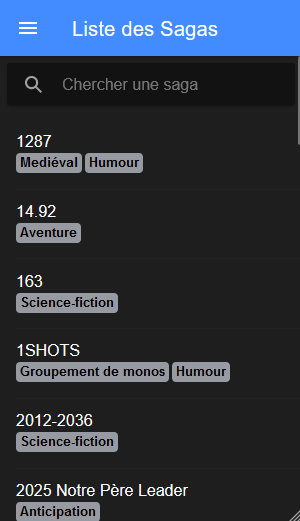 Liste des Sagas
Chercher une saga
1287
Mediéval Humour
14.92
Aventure
163
Science-fiction
1SHOTS
Groupement de monos Humour
2012-2036
Science-fiction
2025 Notre Père Leader
Anticipation